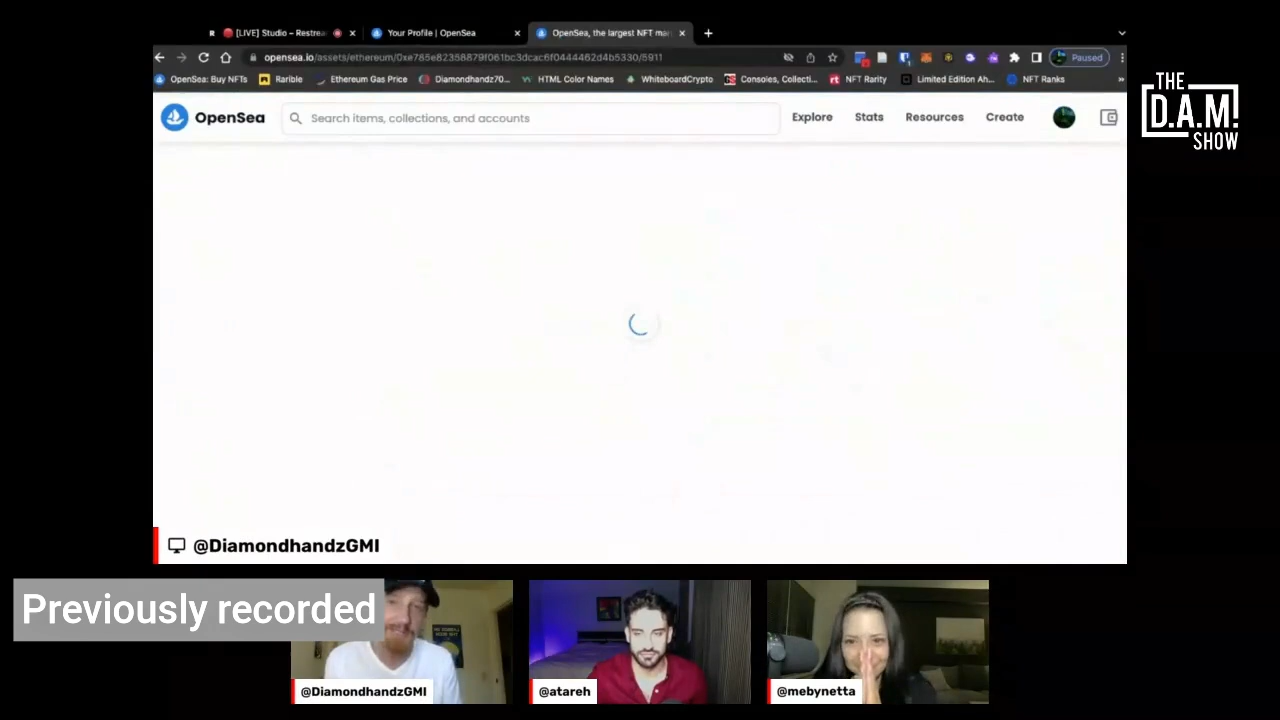 [LIVE] Studio – Restrea
Your Profile | OpenSea
OpenSea, the largest NFT mar
opensea.io/assets/ethereum/0xe785e82358879f061bc3dcac6f0444462d4b5330/5911
Paused
OpenSea: Buy NFTs
Rarible
Ethereum Gas Price
Diamondhandz70...
HTML Color Names
WhiteboardCrypto
Consoles, Collecti...
NFT Rarity
Limited Edition Ah...
NFT Ranks
»
OpenSea
Search items, collections, and accounts
Explore
Stats
Resources
Create
THE
D.A.M!
SHOW
@DiamondhandzGMI
Previously recorded
@DiamondhandzGMI
@atareh
@mebynetta